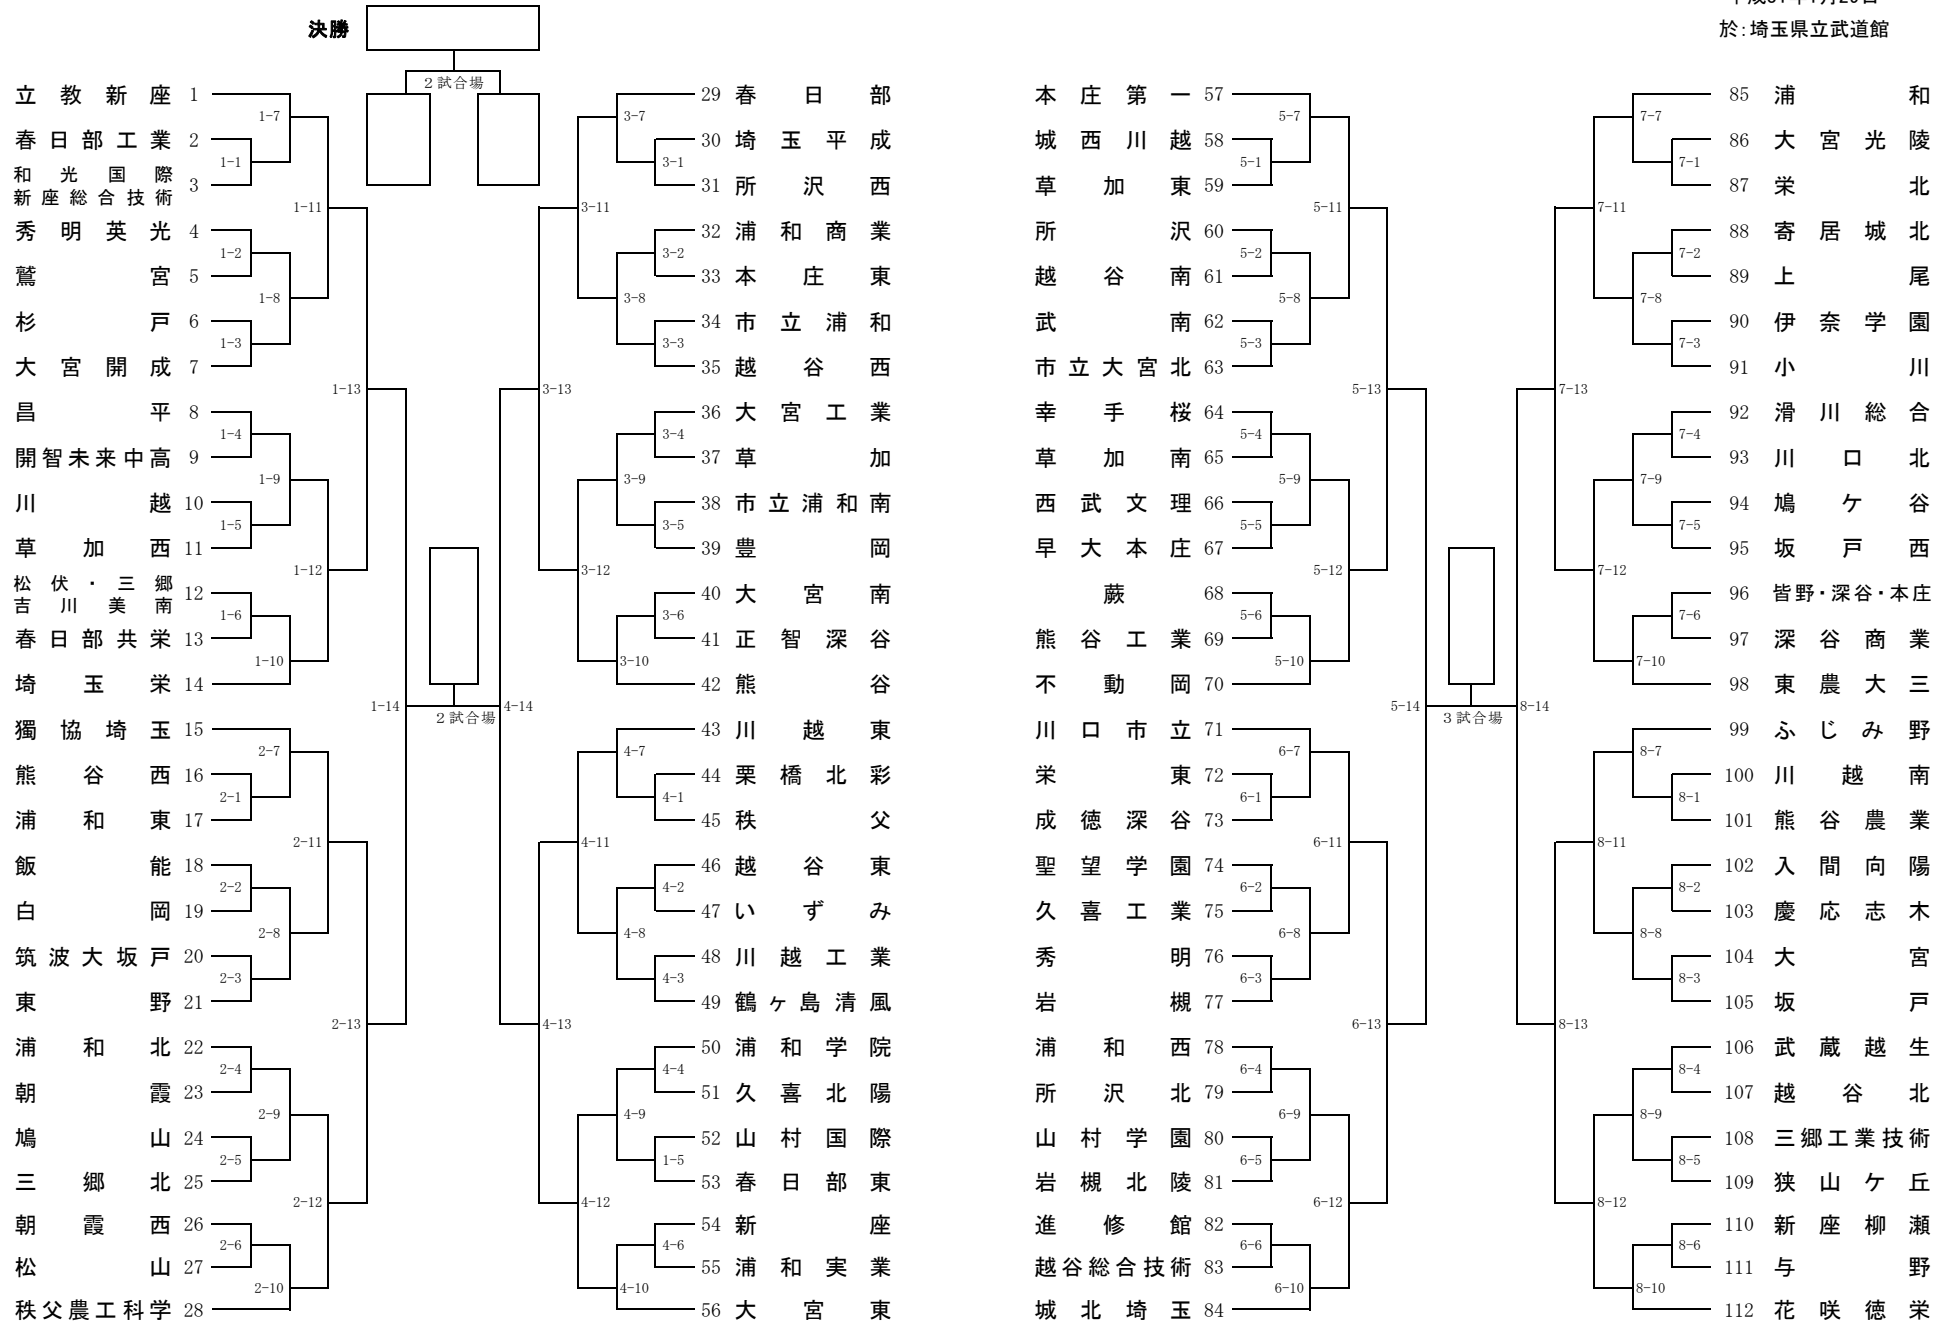 決勝
於:埼玉県立武道館
2試合場
立教新座 1
1-7
春日部工業 2
1-1
和光国際
新座総合技術 3
1-11
秀明英光 4
1-2
鷲宮 5
1-8
杉戸 6
1-3
大宮開成 7
1-13
昌平 8
1-4
開智未来中高 9
1-9
川越 10
1-5
草加西 11
1-12
松伏・三郷
吉川美南 12
1-6
春日部共栄 13
1-10
埼玉栄 14
1-14
2試合場
4-14
獨協埼玉 15
2-7
熊谷西 16
2-1
浦和東 17
2-11
飯能 18
2-2
白岡 19
2-8
筑波大坂戸 20
2-3
東野 21
2-13
浦和北 22
2-4
朝霞 23
2-9
鳩山 24
2-5
三郷北 25
2-12
朝霞西 26
2-6
松山 27
2-10
秩父農工科学 28
29 春日部
3-7
30 埼玉平成
3-1
31 所沢西
3-11
32 浦和商業
3-2
33 本庄東
3-8
34 市立浦和
3-3
35 越谷西
3-13
36 大宮工業
3-4
37 草加
3-9
38 市立浦和南
3-5
39 豊岡
3-12
40 大宮南
3-6
41 正智深谷
3-10
42 熊谷
43 川越東
4-7
44 栗橋北彩
4-1
45 秩父
4-11
46 越谷東
4-2
47 いずみ
4-8
48 川越工業
4-3
49 鶴ヶ島清風
4-13
50 浦和学院
4-4
51 久喜北陽
4-9
52 山村国際
1-5
53 春日部東
4-12
54 新座
4-6
55 浦和実業
4-10
56 大宮東
本庄第一 57
5-7
城西川越 58
5-1
草加東 59
5-11
所沢 60
5-2
越谷南 61
5-8
武南 62
5-3
市立大宮北 63
5-13
幸手桜 64
5-4
草加南 65
5-9
西武文理 66
5-5
早大本庄 67
5-12
蕨 68
5-6
熊谷工業 69
5-10
不動岡 70
5-14
3試合場
8-14
川口市立 71
6-7
栄東 72
6-1
成徳深谷 73
6-11
聖望学園 74
6-2
久喜工業 75
6-8
秀明 76
6-3
岩槻 77
6-13
浦和西 78
6-4
所沢北 79
6-9
山村学園 80
6-5
岩槻北陵 81
6-12
進修館 82
6-6
越谷総合技術 83
6-10
城北埼玉 84
85 浦和
7-7
86 大宮光陵
7-1
87 栄北
7-11
88 寄居城北
7-2
89 上尾
7-8
90 伊奈学園
7-3
91 小川
7-13
92 滑川総合
7-4
93 川口北
7-9
94 鳩ケ谷
7-5
95 坂戸西
7-12
96 皆野・深谷・本庄
7-6
97 深谷商業
7-10
98 東農大三
99 ふじみ野
8-7
100 川越南
8-1
101 熊谷農業
8-11
102 入間向陽
8-2
103 慶応志木
8-8
104 大宮
8-3
105 坂戸
8-13
106 武蔵越生
8-4
107 越谷北
8-9
108 三郷工業技術
8-5
109 狭山ケ丘
8-12
110 新座柳瀬
8-6
111 与野
8-10
112 花咲徳栄